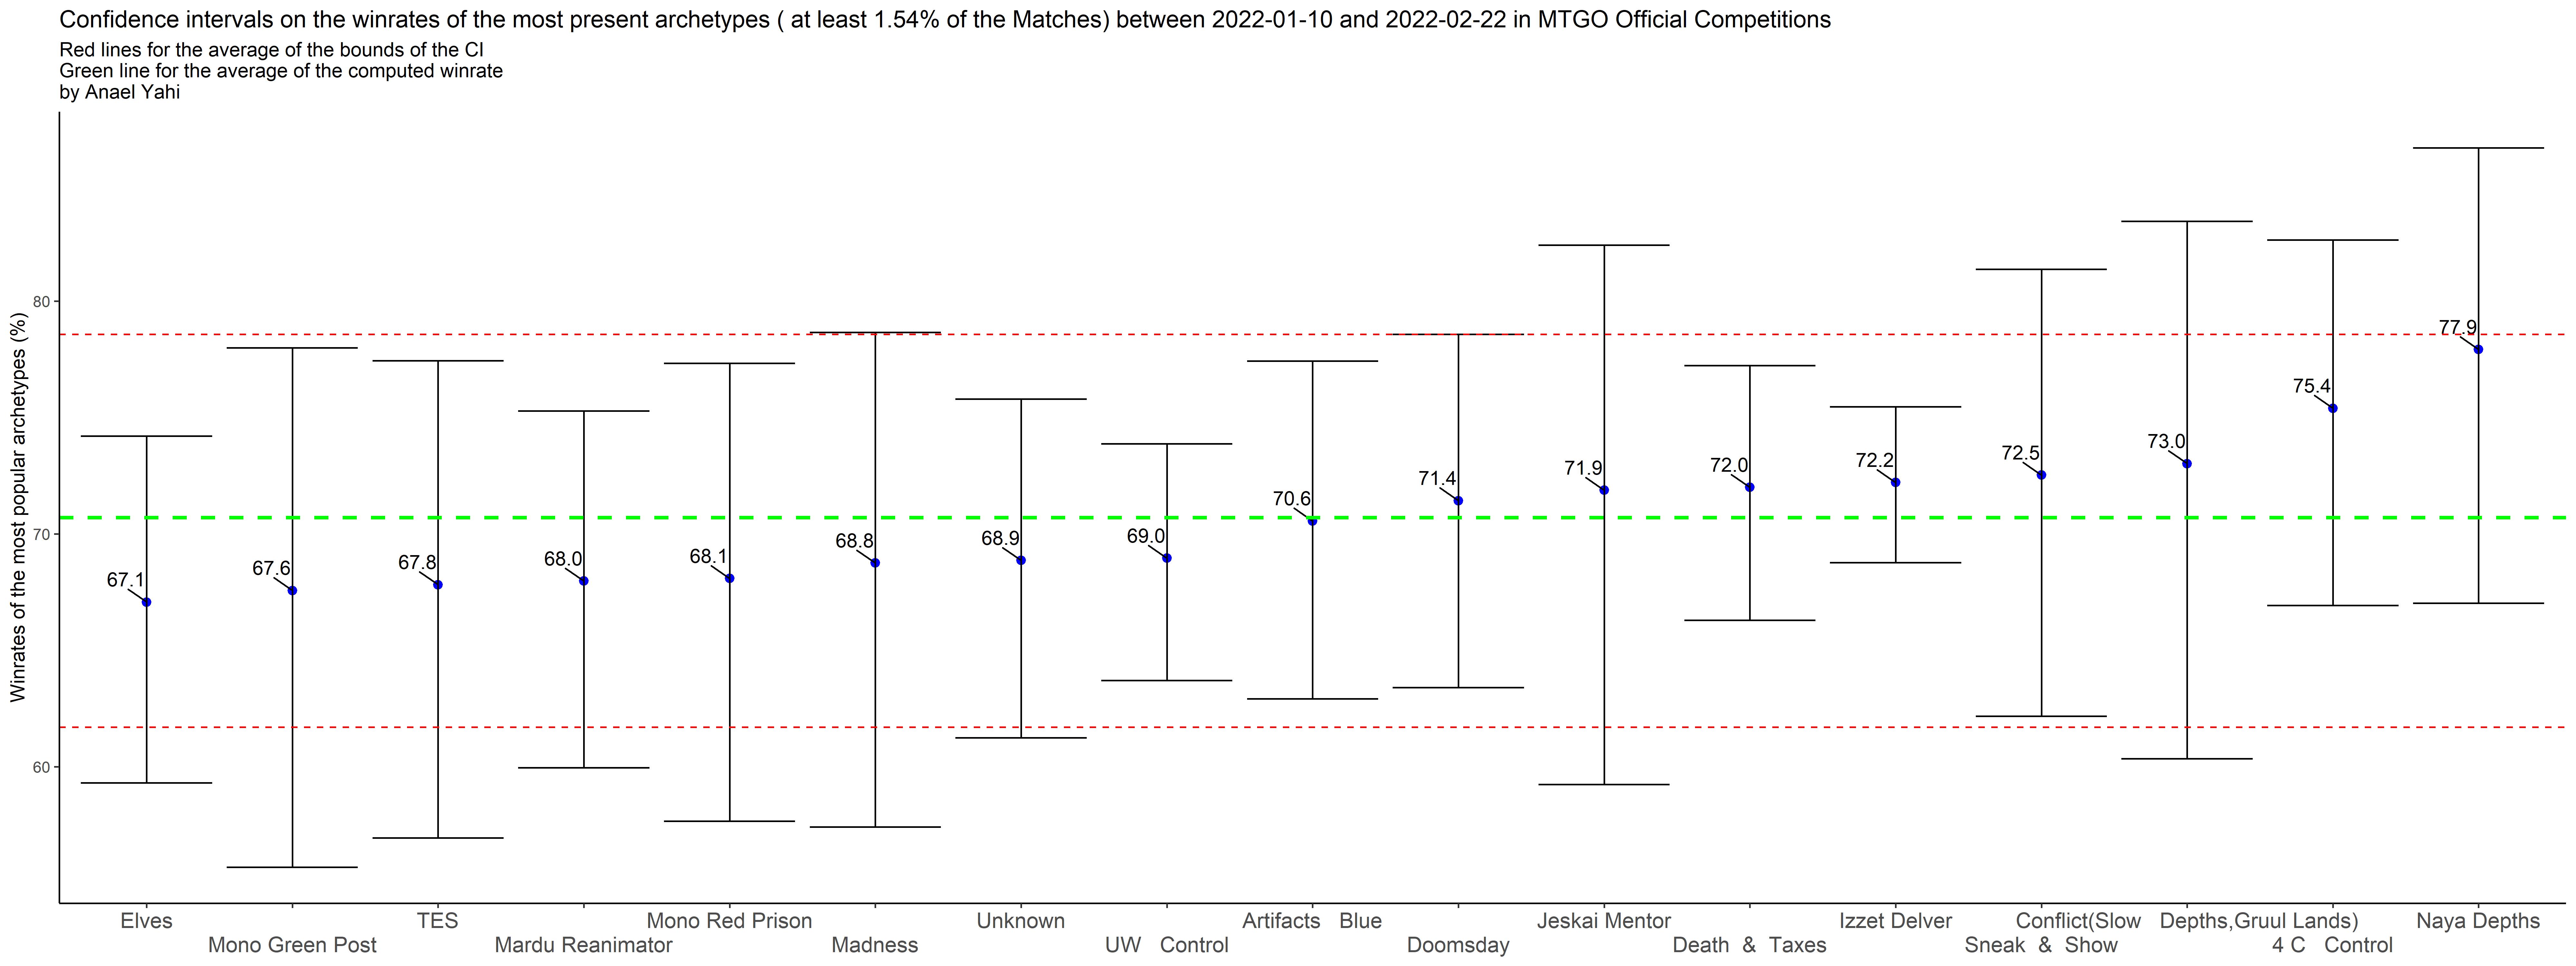 Confidence intervals on the winrates of the most present archetypes ( at least 1.54% of the Matches) between 2022-01-10 and 2022-02-22 in MTGO Official Competitions
Red lines for the average of the bounds of the CI
Green line for the average of the computed winrate
by Anael Yahi
Winrates of the most popular archetypes (%)
80
70
60
67.1
67.6
67.8
68.0
68.1
68.8
68.9
69.0
70.6
71.4
71.9
72.0
72.2
72.5
73.0
75.4
77.9
Elves
Mono Green Post
TES
Mardu Reanimator
Mono Red Prison
Madness
Unknown
UW Control
Artifacts Blue
Doomsday
Jeskai Mentor
Death & Taxes
Izzet Delver
Sneak & Show
Conflict(Slow Depths,Gruul Lands)
4 C Control
Naya Depths